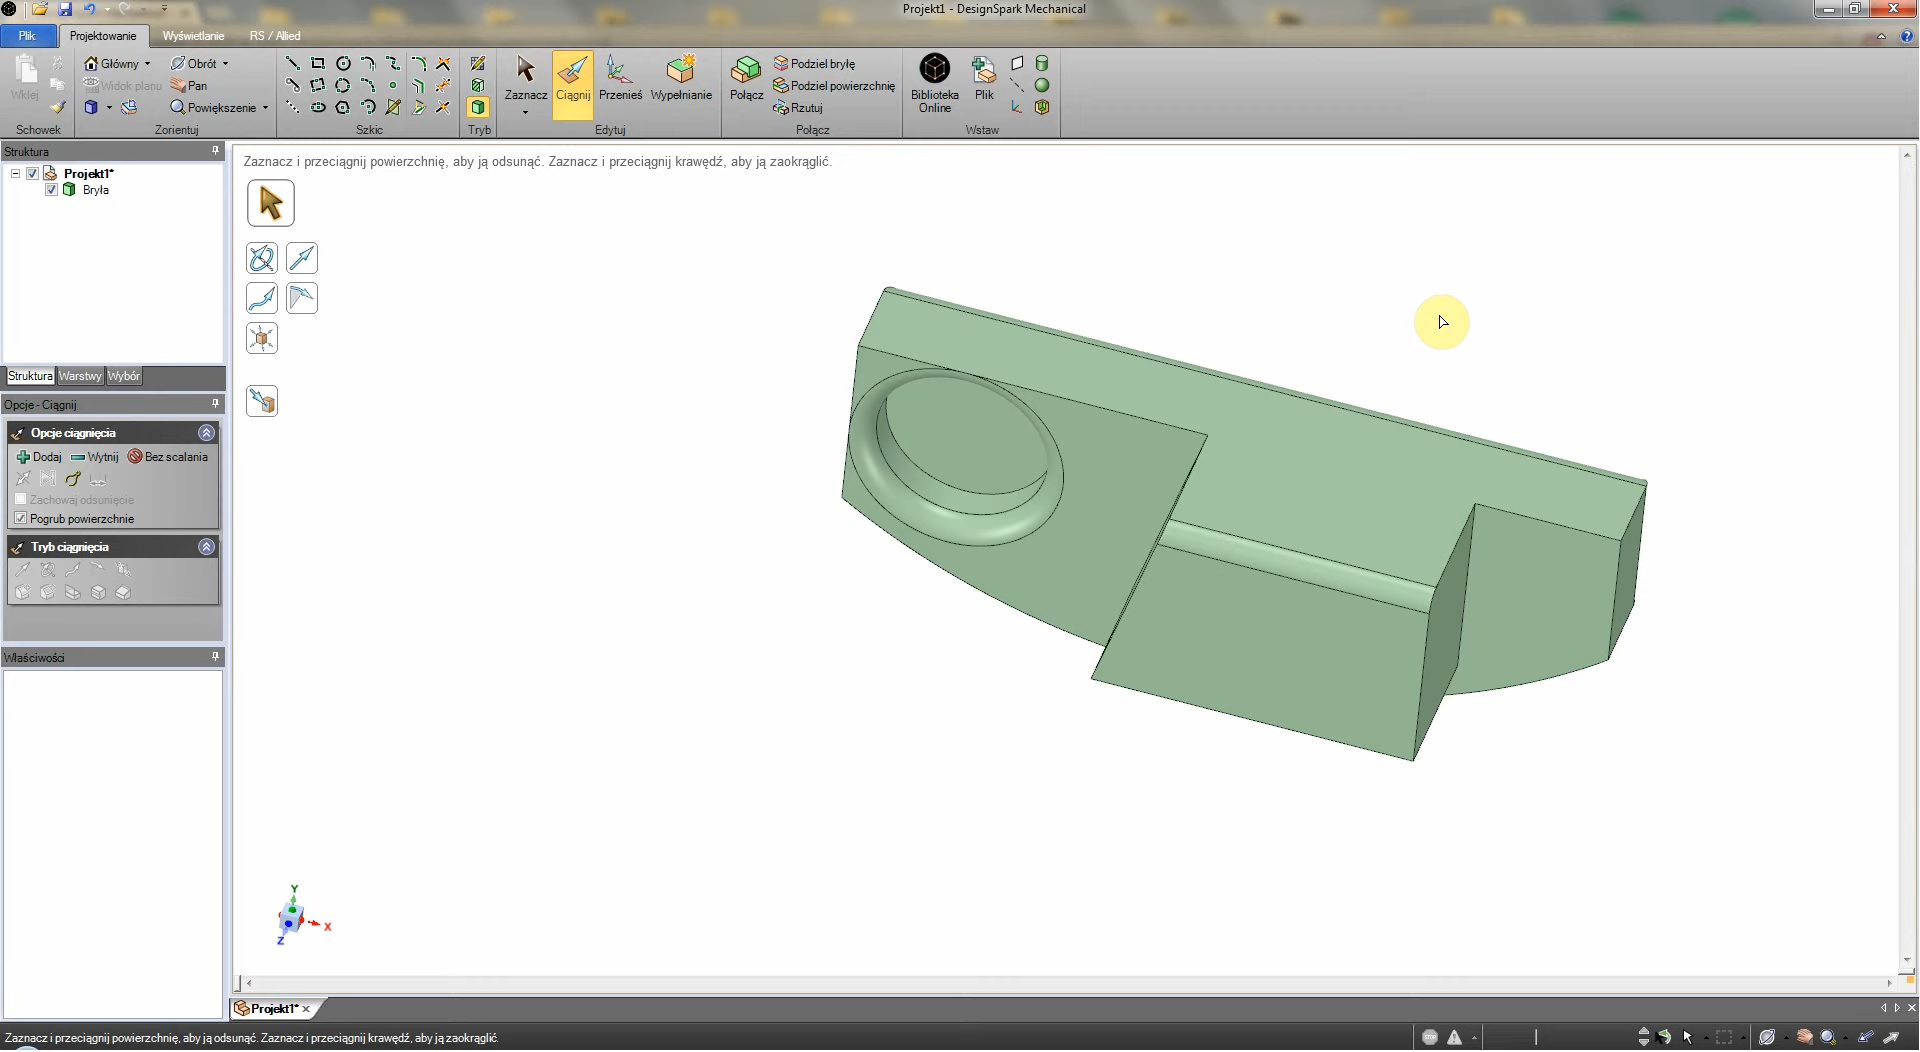 Projekt1 - DesignSpark Mechanical
Plik Projektowanie Wyświetlanie RS / Allied
Wklej
Schowek
Główny Obrót
Widok planu Pan
Powiększenie
Zorientuj
Szkic
Tryb
Zaznacz Ciągnij Przenieś Wypełnianie
Edytuj
Połącz
Podziel bryłę
Podziel powierzchnię
Rzutuj
Połącz
Biblioteka
Online
Plik
Wstaw
Struktura
Projekt1*
Bryła
Struktura Warstwy Wybór
Opcje - Ciągnij
Opcje ciągnięcia
Dodaj Wytnij Bez scalania
Zachowaj odsunięcie
Pogrub powierzchnie
Tryb ciągnięcia
Właściwości
Zaznacz i przeciągnij powierzchnię, aby ją odsunąć. Zaznacz i przeciągnij krawędź, aby ją zaokrąglić.
Y
X
Z
Projekt1*
Zaznacz i przeciągnij powierzchnię, aby ją odsunąć. Zaznacz i przeciągnij krawędź, aby ją zaokrąglić.